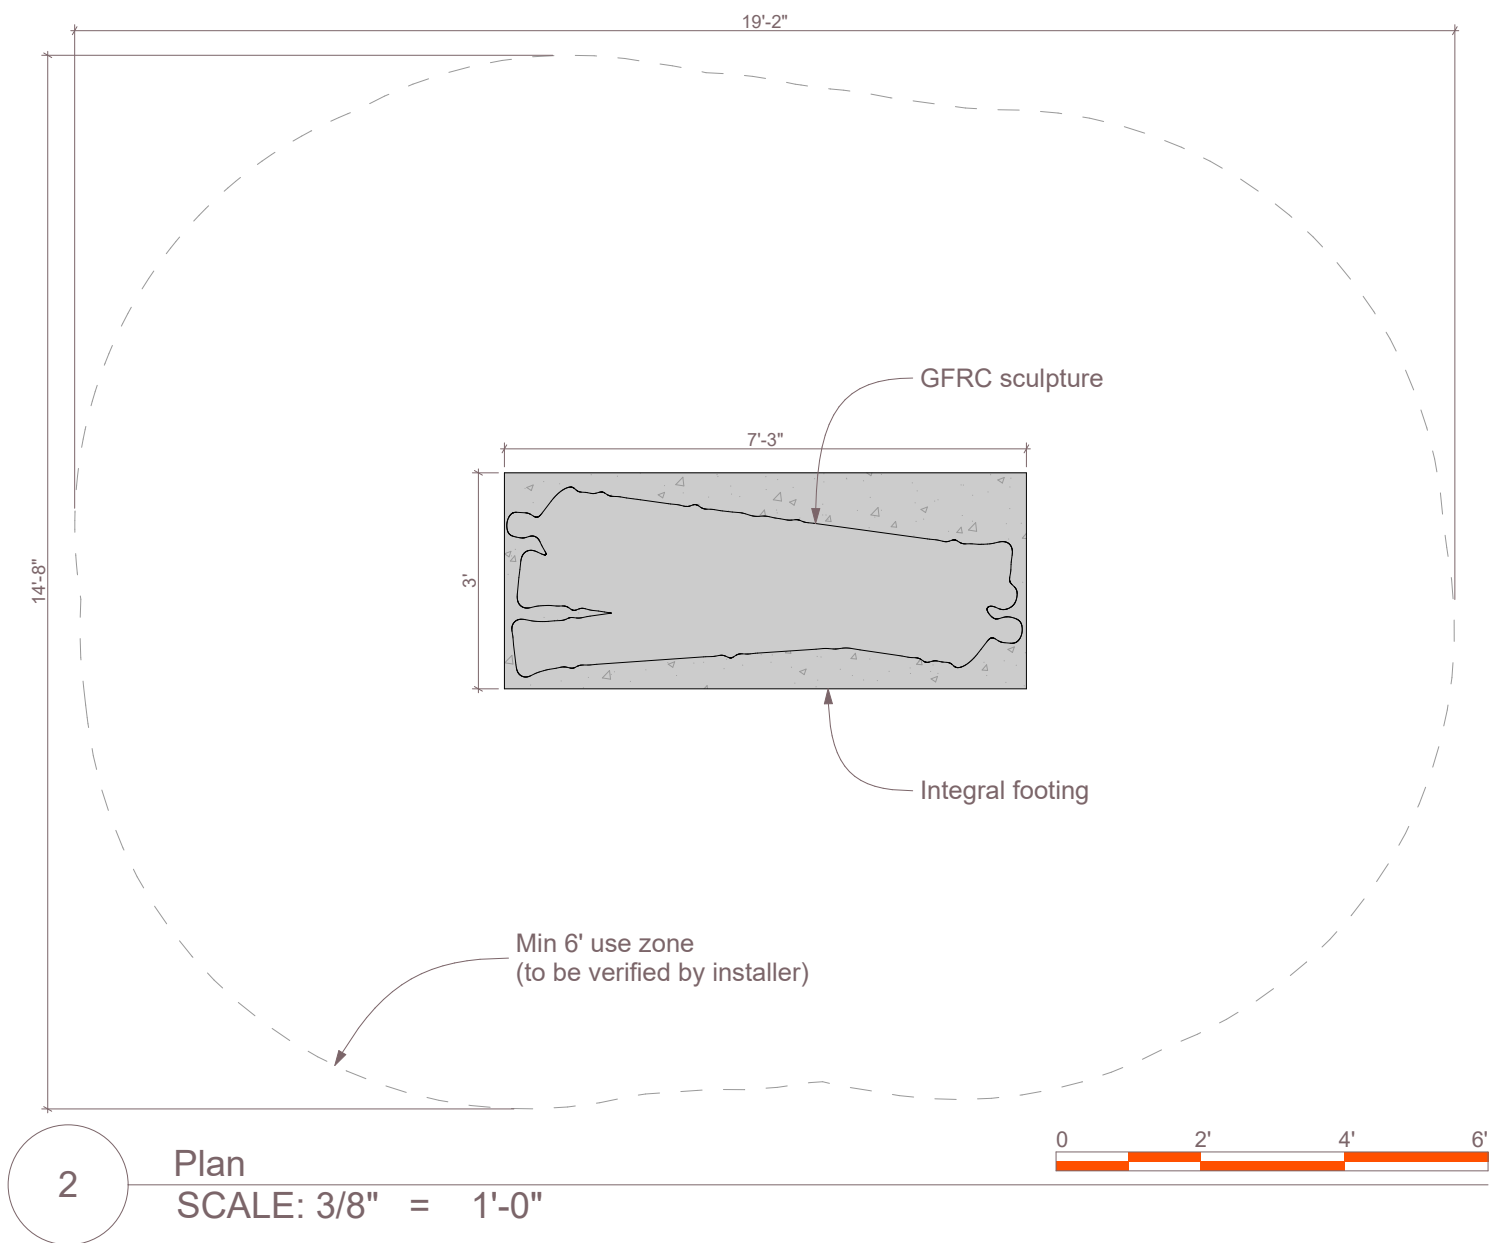 19'-2"
14'-8"
GFRC sculpture
7'-3"
3'
Integral footing
Min 6' use zone
(to be verified by installer)
0 2' 4' 6'
2
Plan
SCALE: 3/8" = 1'-0"